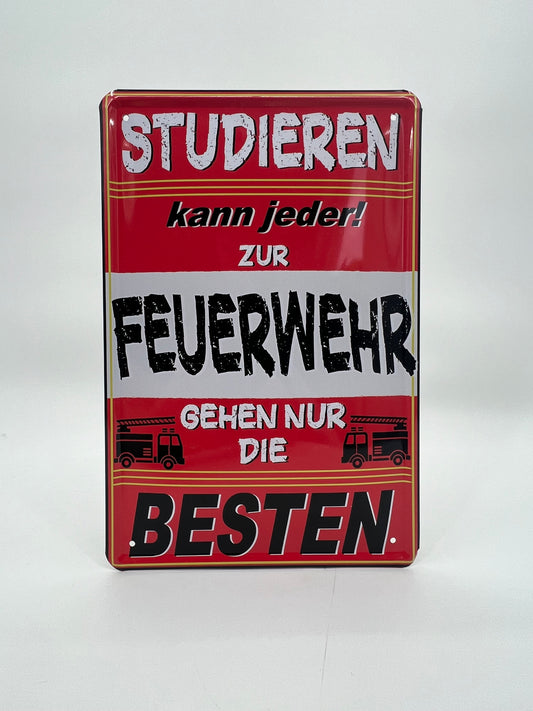 STUDIEREN
kann jeder!
ZUR
FEUERWEHR
GEHEN NUR
DIE
BESTEN